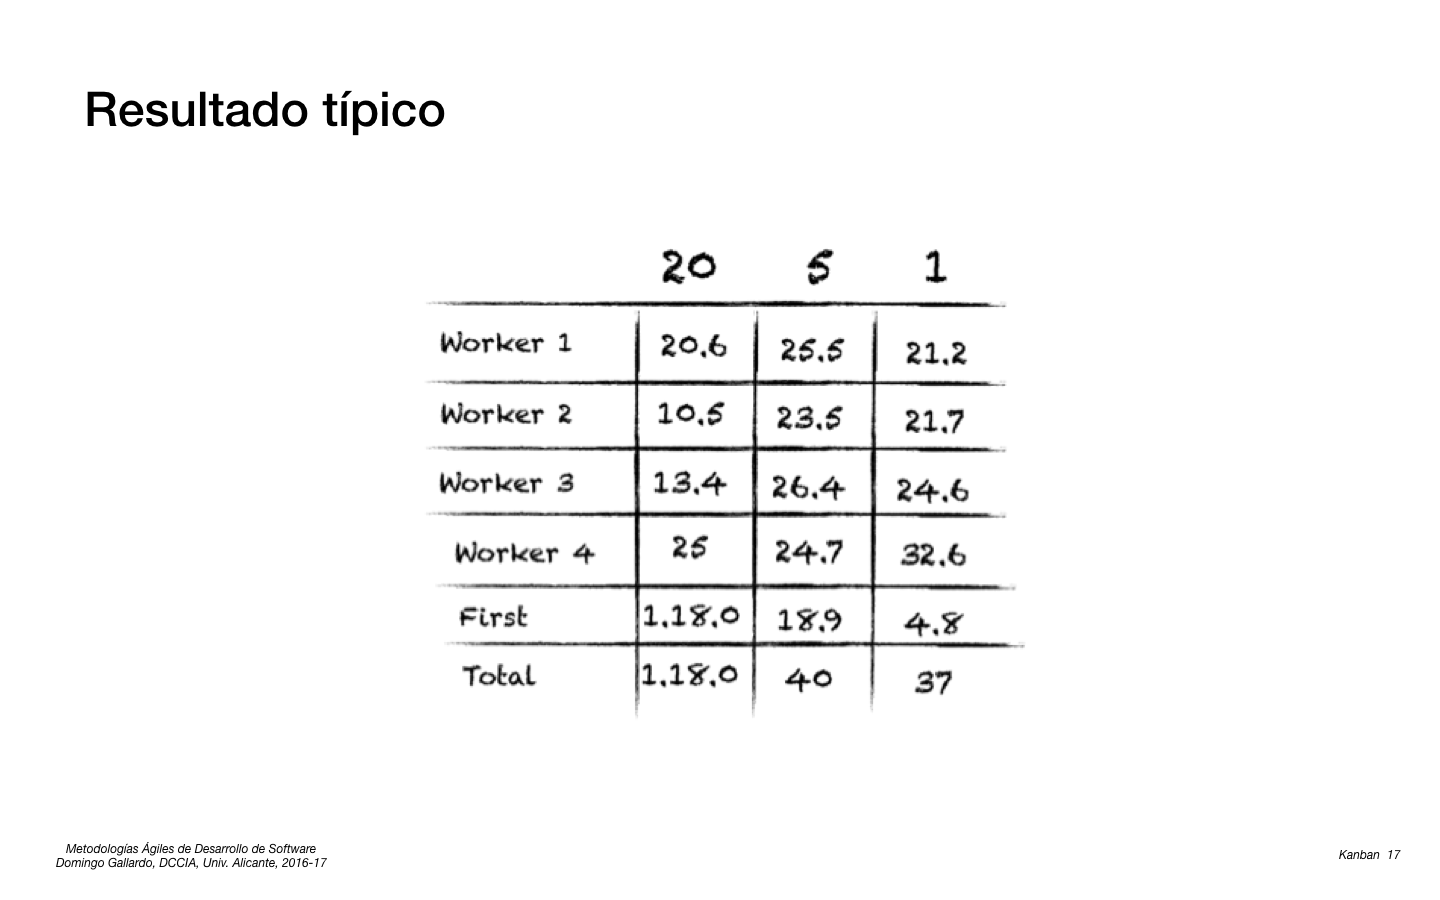 Resultado típico
20 5 1
Worker 1 20.6 25.5 21.2
Worker 2 10.5 23.5 21.7
Worker 3 13.4 26.4 24.6
Worker 4 25 24.7 32.6
First 1.18.0 18.9 4.8
Total 1.18.0 40 37
Metodologías Ágiles de Desarrollo de Software
Domingo Gallardo, DCCIA, Univ. Alicante, 2016-17
Kanban 17